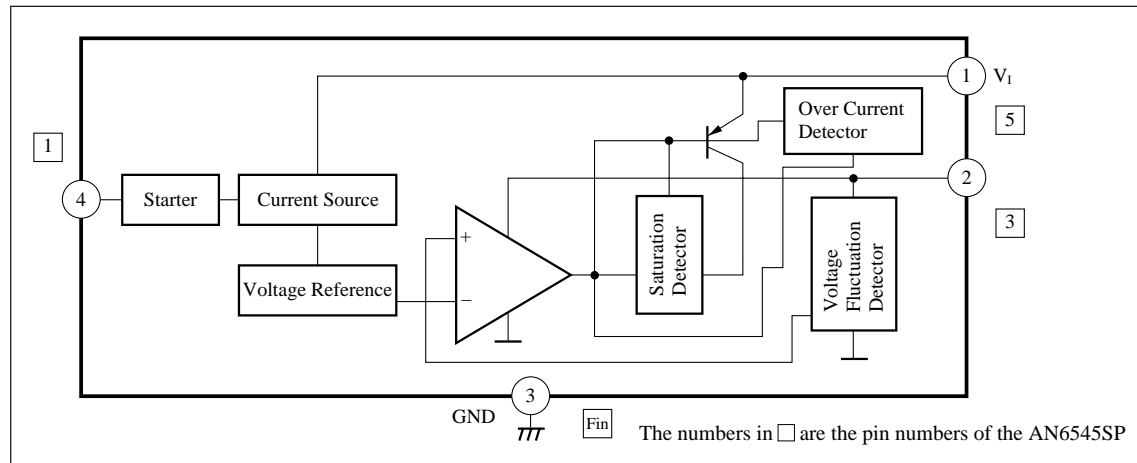 1
V_I
Over Current
Detector
5
1
4
Starter
Current Source
2
3
+
Saturation
Detector
Voltage
Fluctuation
Detector
Voltage Reference
−
GND
3
Fin
The numbers in □ are the pin numbers of the AN6545SP